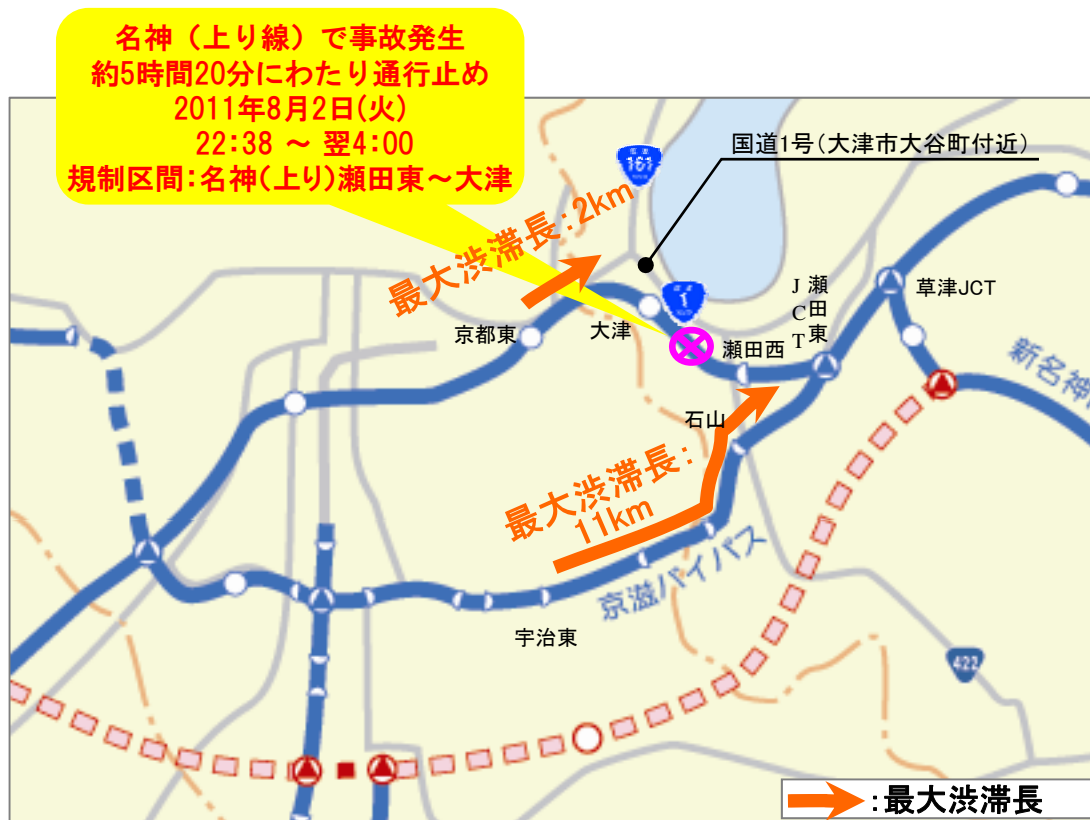 名神（上り線）で事故発生
約5時間20分にわたり通行止め
2011年8月2日(火)
22:38 ～ 翌4:00
規制区間：名神(上り)瀬田東～大津
国道1号(大津市大谷町付近)
161
最大渋滞長：2km
1
京都東
大津
瀬田西
瀬田東
JCT
草津JCT
新名神
石山
最大渋滞長：
11km
京滋バイパス
宇治東
422
：最大渋滞長